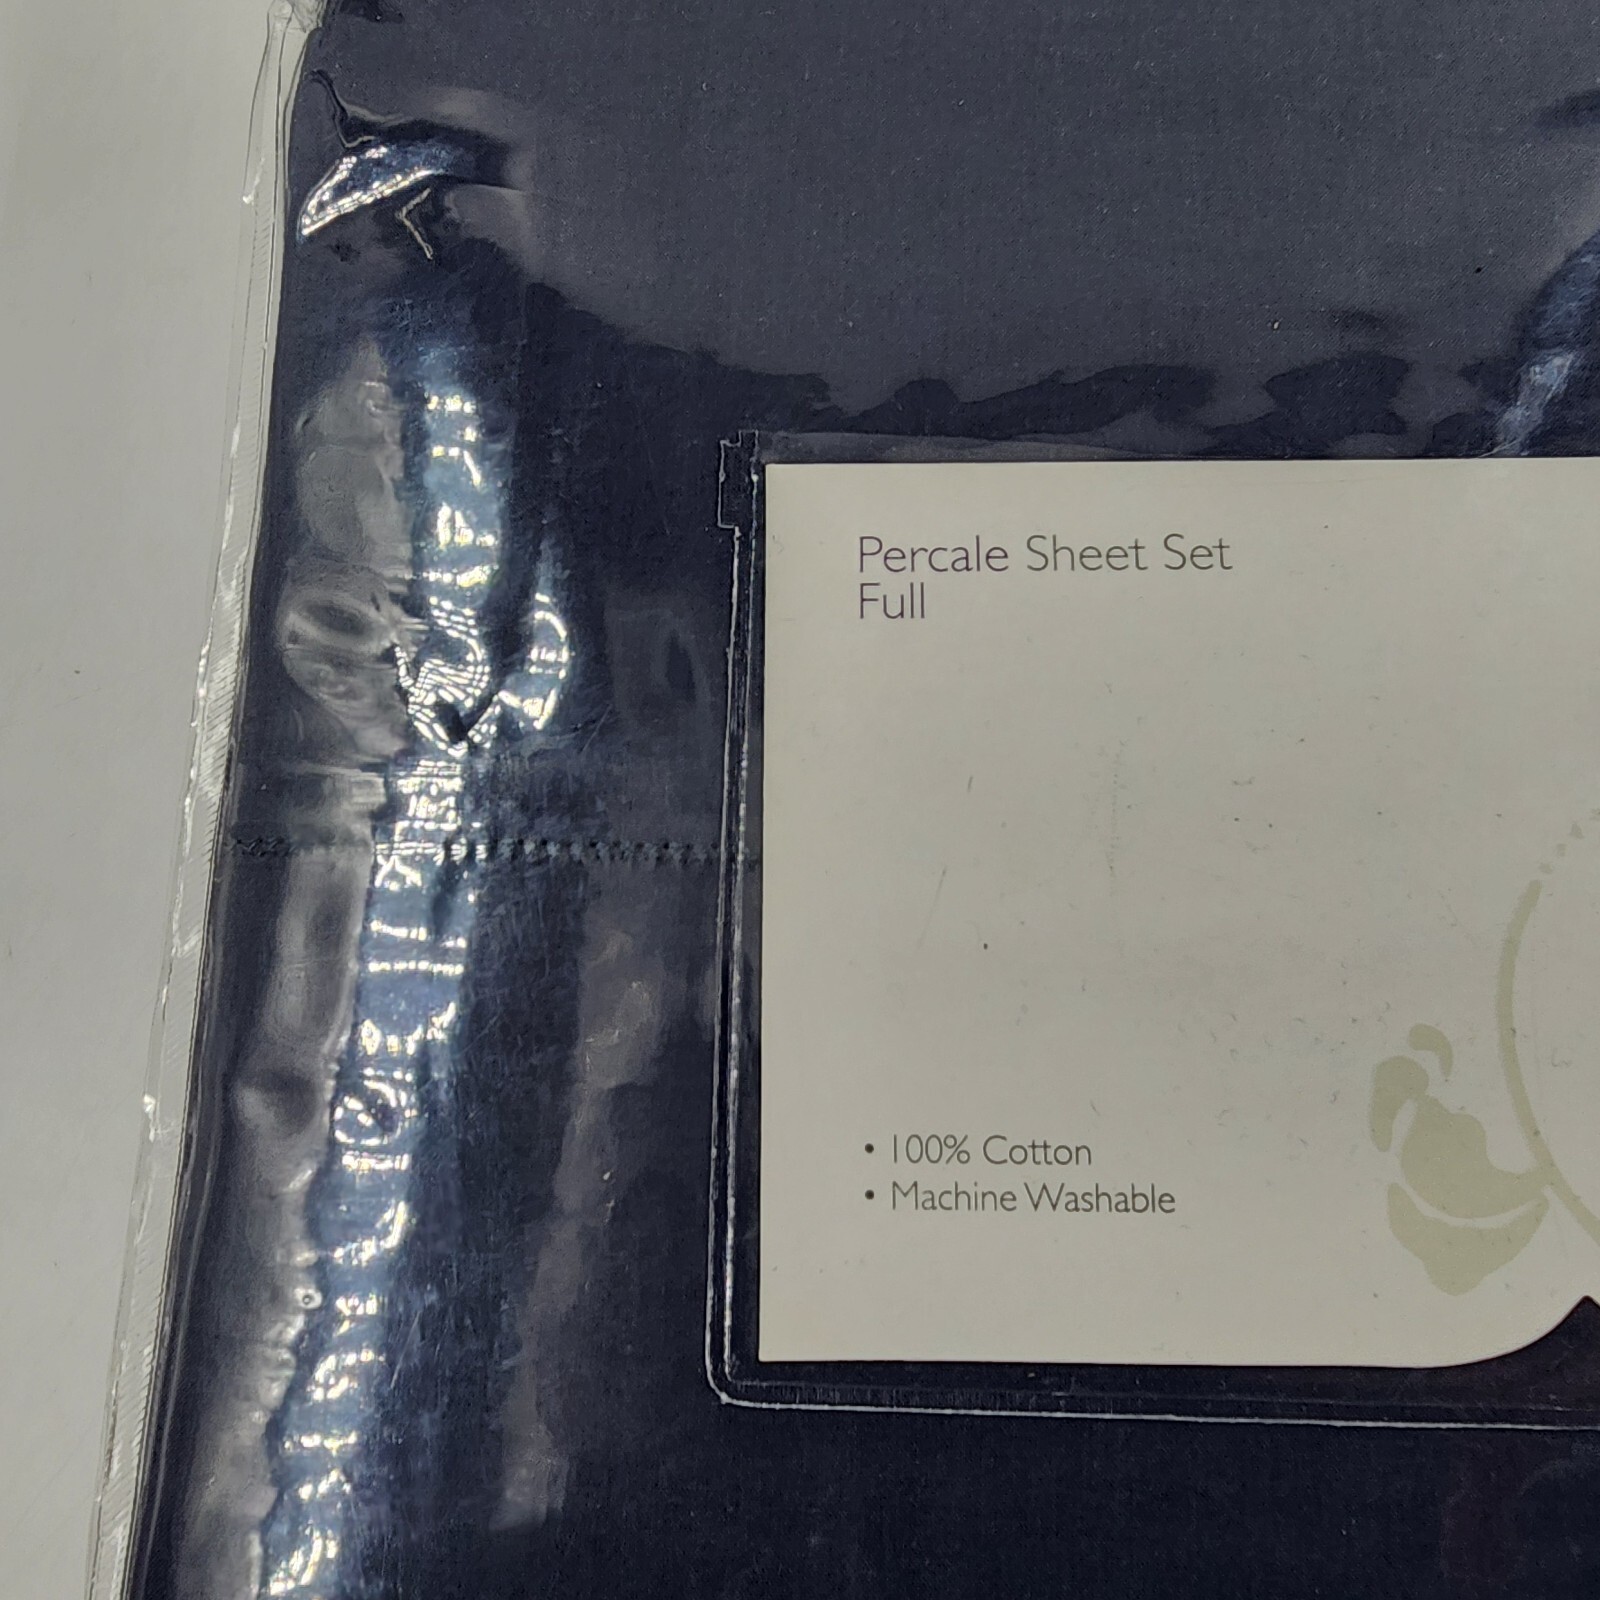 Percale Sheet Set
Full
• 100% Cotton
• Machine Washable